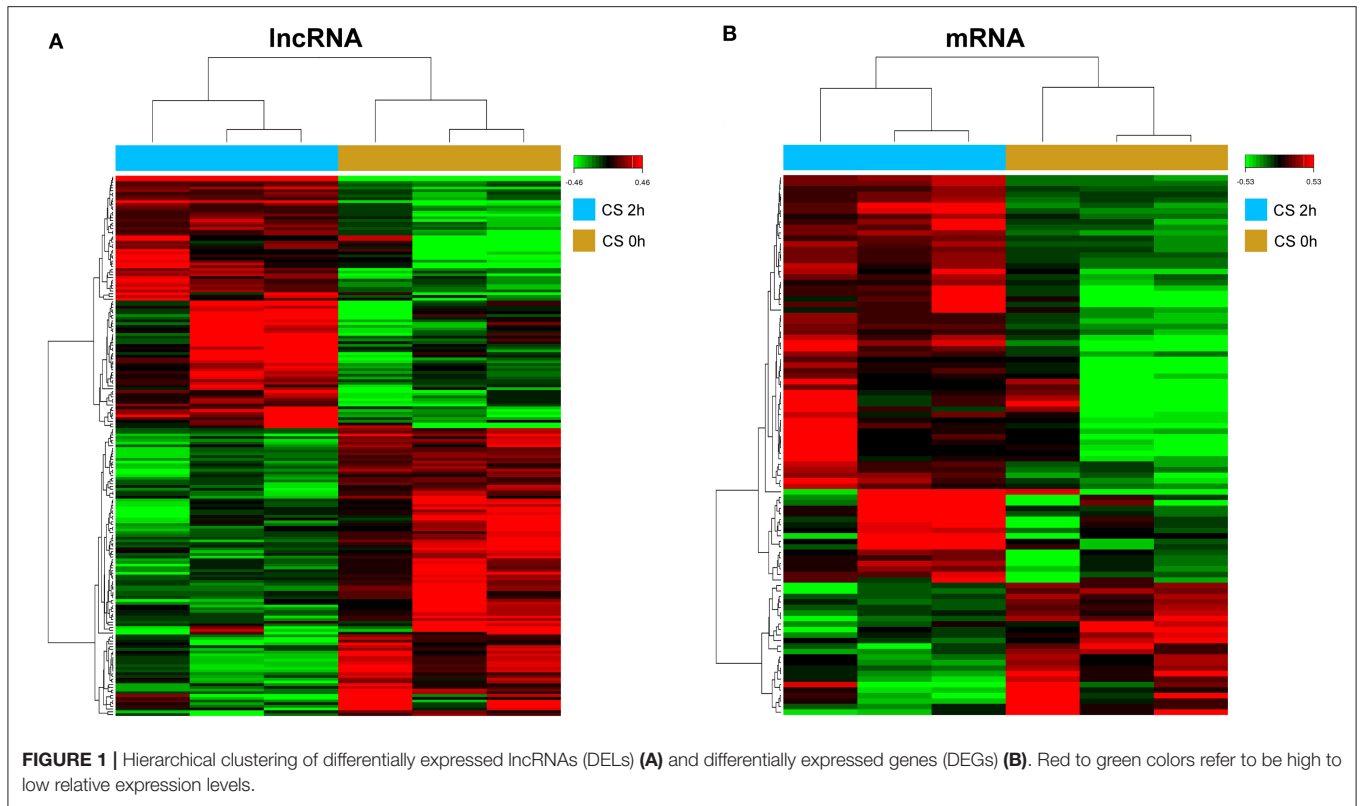 A
lncRNA
-0.46 0.46
CS 2h
CS 0h
B
mRNA
-0.53 0.53
CS 2h
CS 0h
FIGURE 1 | Hierarchical clustering of differentially expressed lncRNAs (DELs) (A) and differentially expressed genes (DEGs) (B). Red to green colors refer to be high to
low relative expression levels.